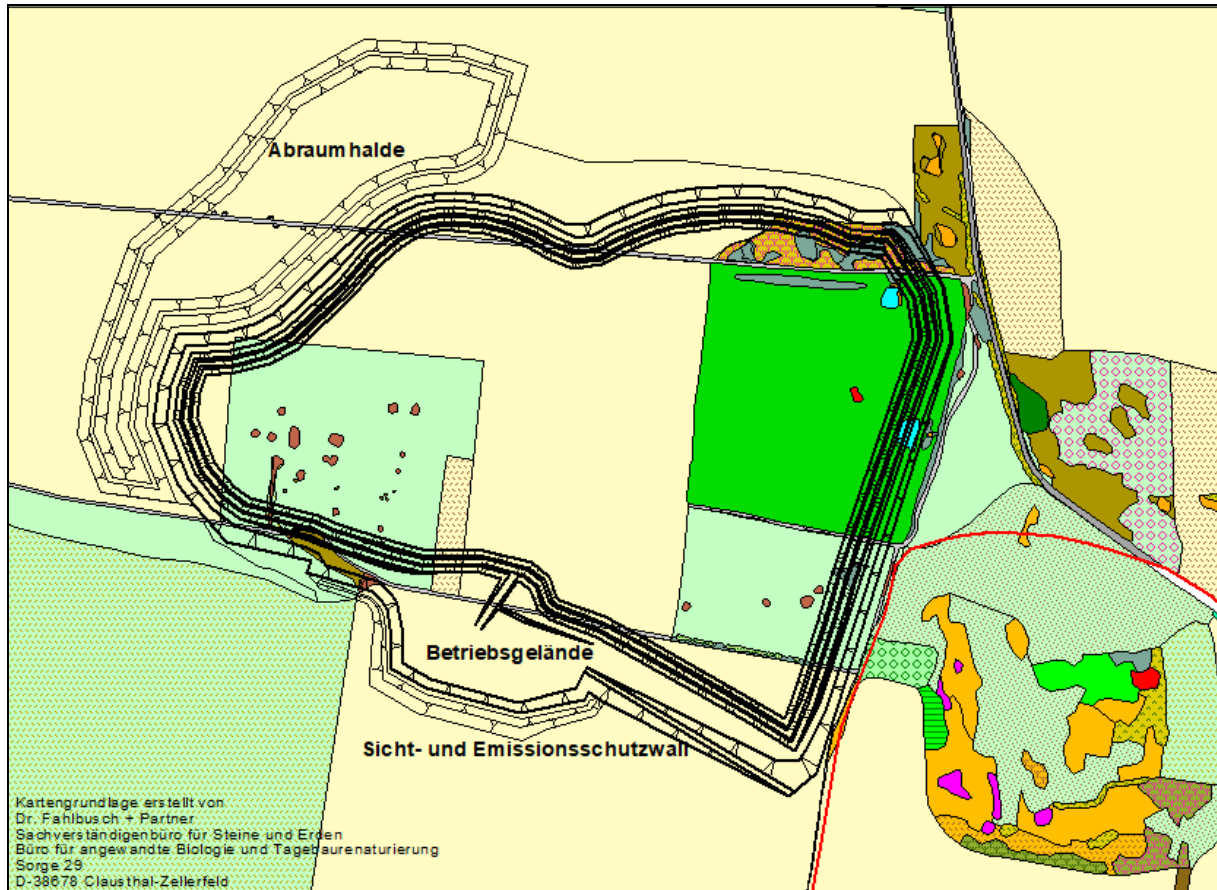 Abraumhalde
Betriebsgelände
Sicht- und Emissionsschutzwall
Kartengrundlage erstellt von
Dr. Fahlbusch + Partner
Sachverständigenbüro für Steine und Erden
Büro für angewandte Biologie und Tagebaurenaturierung
Sorge 29
D-38678 Clausthal-Zellerfeld